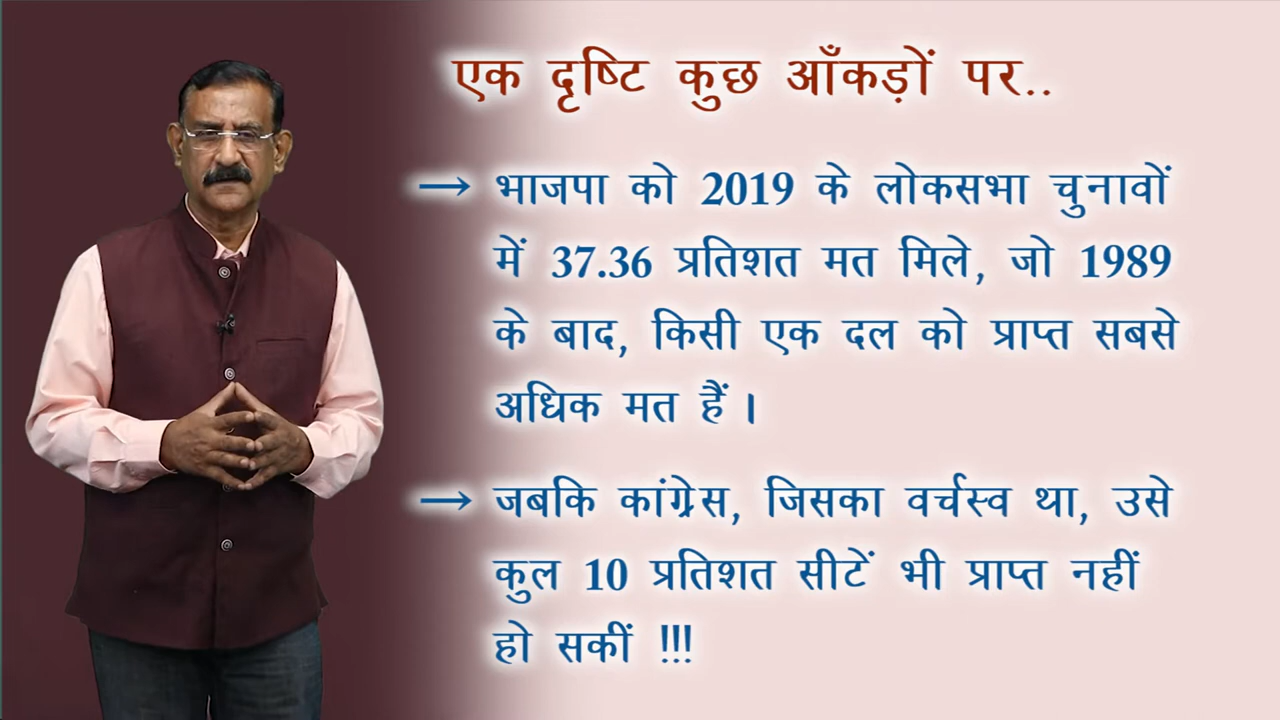 एक दृष्टि कुछ आँकड़ों पर..
→ भाजपा को 2019 के लोकसभा चुनावों
में 37.36 प्रतिशत मत मिले, जो 1989
के बाद, किसी एक दल को प्राप्त सबसे
अधिक मत हैं ।
→ जबकि कांग्रेस, जिसका वर्चस्व था, उसे
कुल 10 प्रतिशत सीटें भी प्राप्त नहीं
हो सकीं !!!